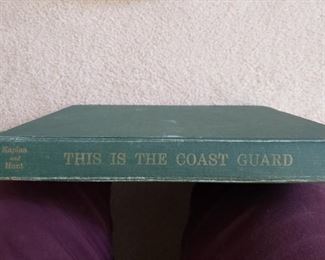 Kaplan
and
Hunt
THIS IS THE COAST GUARD